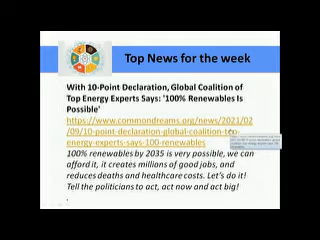 Top News for the week
With 10-Point Declaration, Global Coalition of
Top Energy Experts Says: '100% Renewables Is
Possible'
https://www.commondreams.org/news/2021/02
/09/10-point-declaration-global-coalition-top-
energy-experts-says-100-renewables
100% renewables by 2035 is very possible, we can
afford it, it creates millions of good jobs, and
reduces deaths and healthcare costs. Let's do it!
Tell the politicians to act, act now and act big!
.